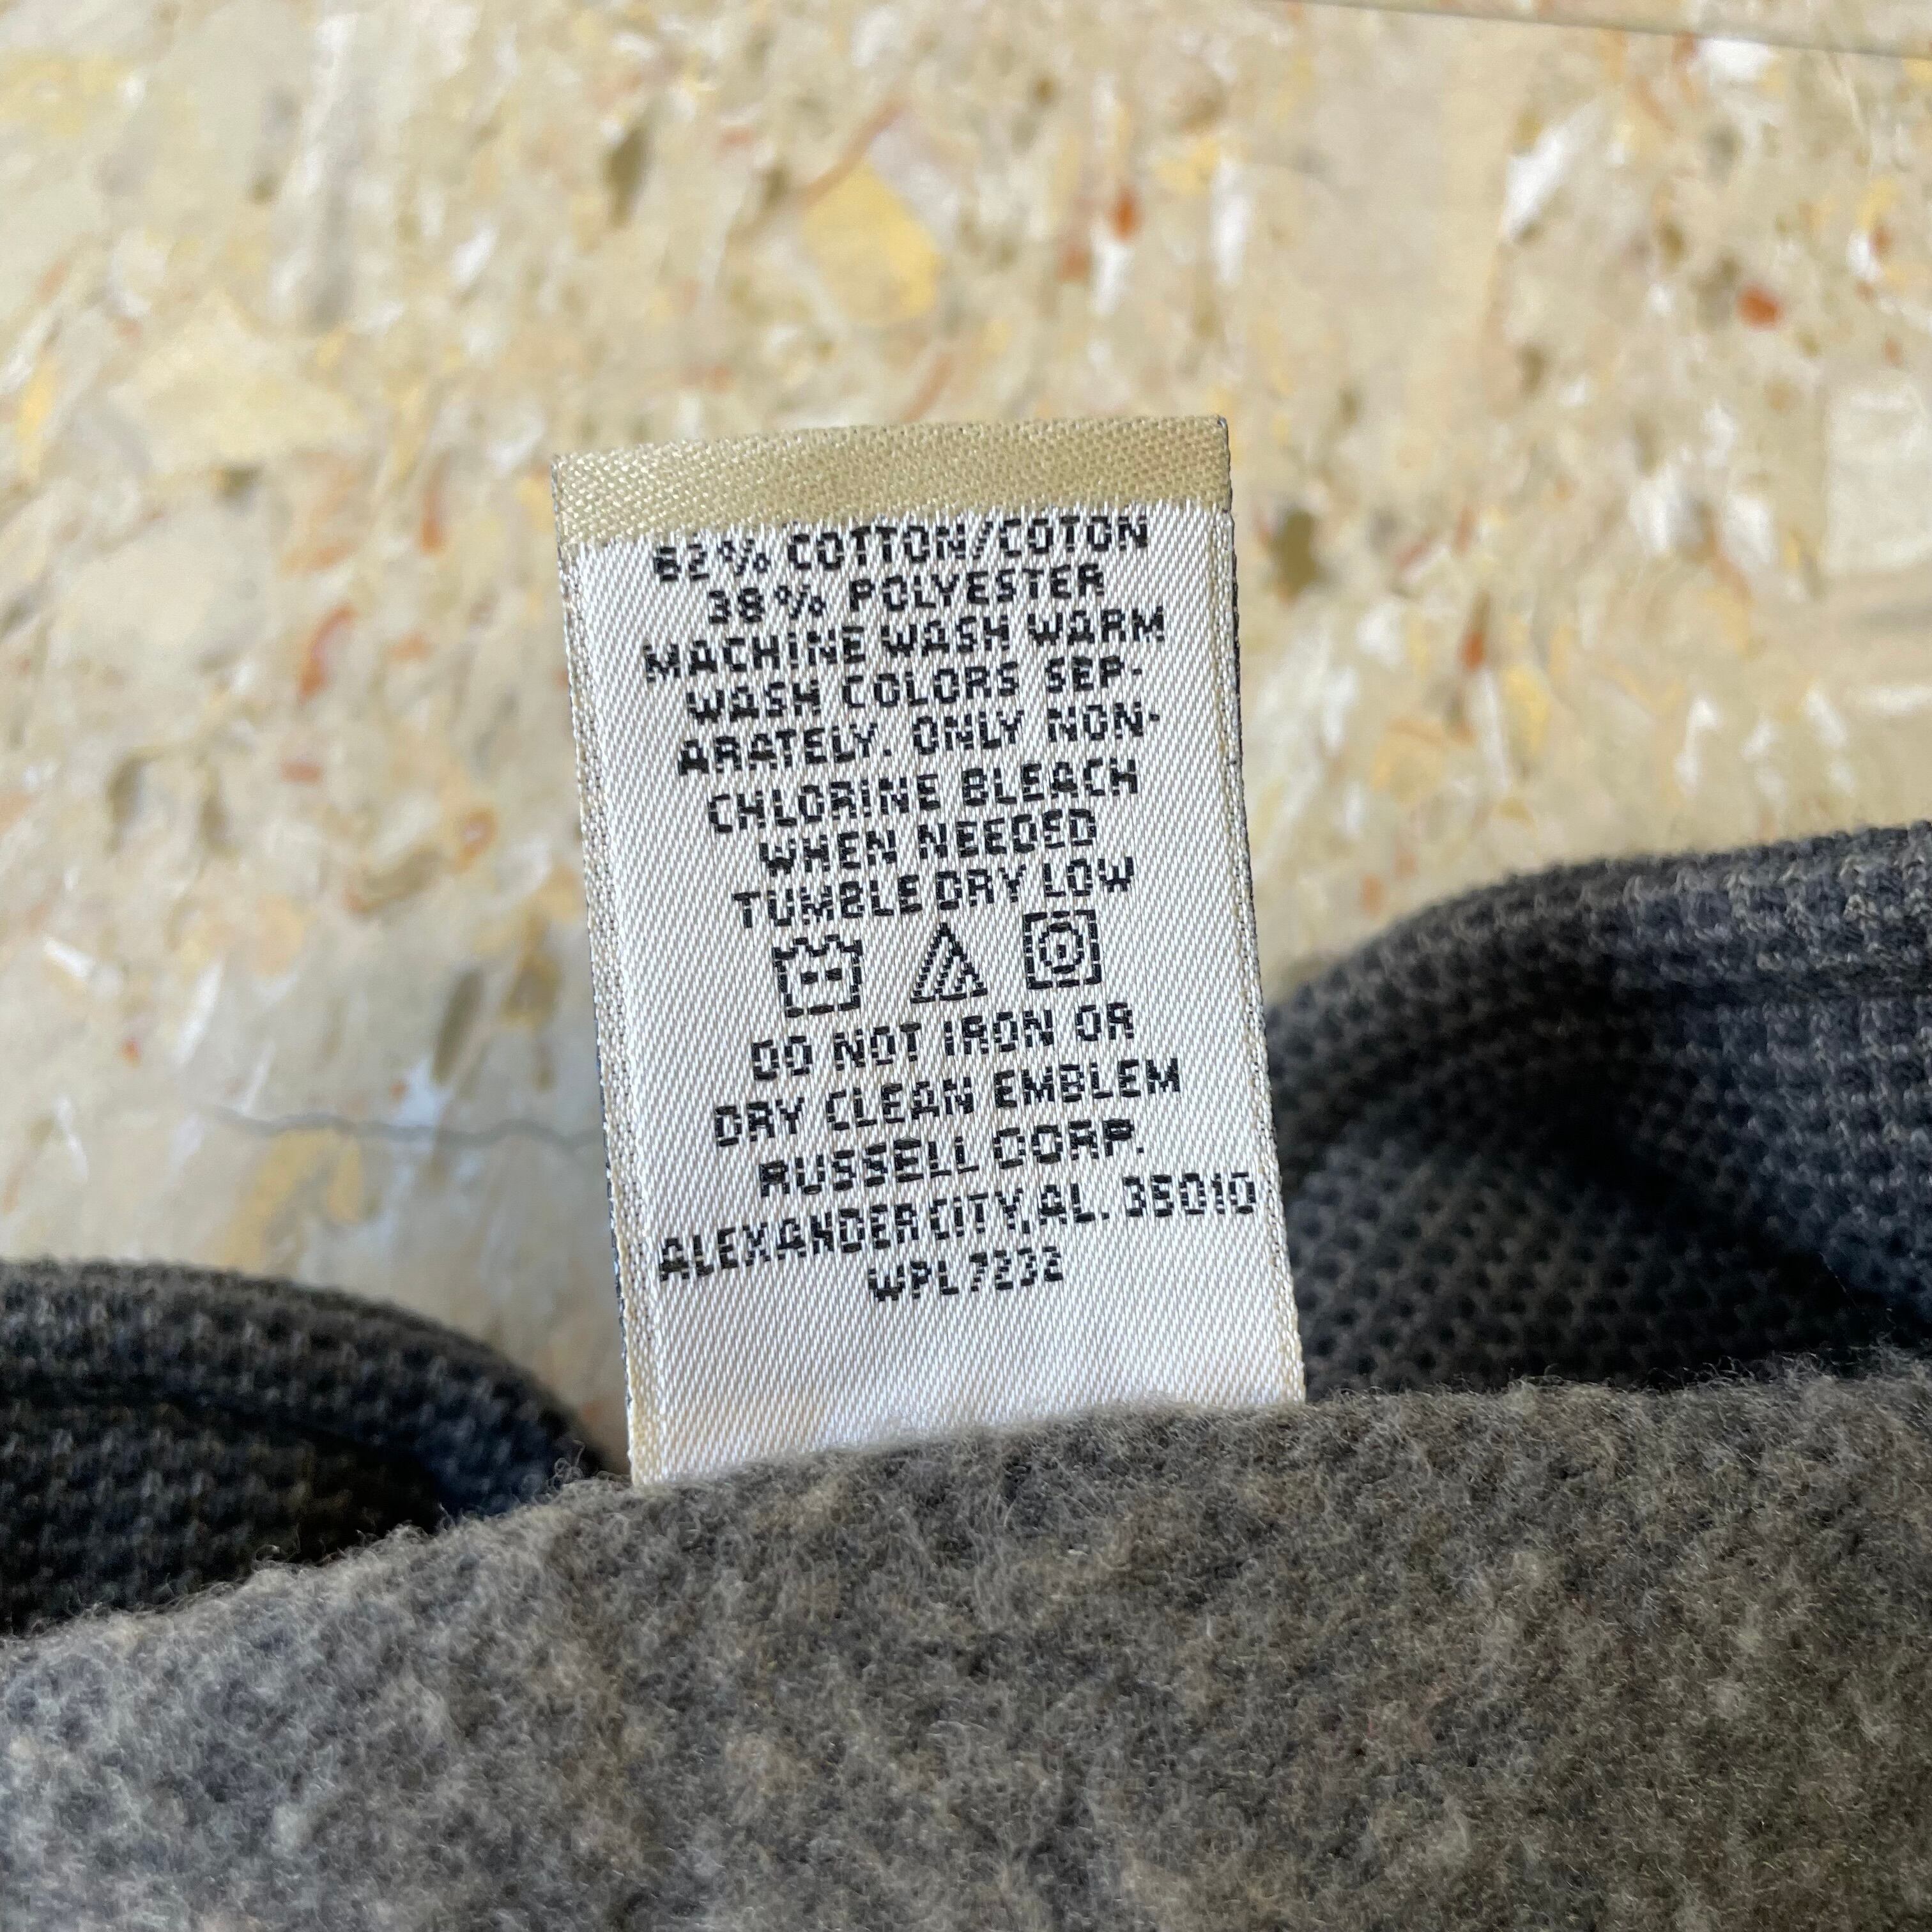 62% COTTON/COTON
38% POLYESTER
MACHINE WASH WARM
WASH COLORS SEP-
ARATELY. ONLY NON-
CHLORINE BLEACH
WHEN NEEDED
TUMBLE DRY LOW
DO NOT IRON OR
DRY CLEAN EMBLEM
RUSSELL CORP.
ALEXANDER CITY, AL. 35010
WPL 7232